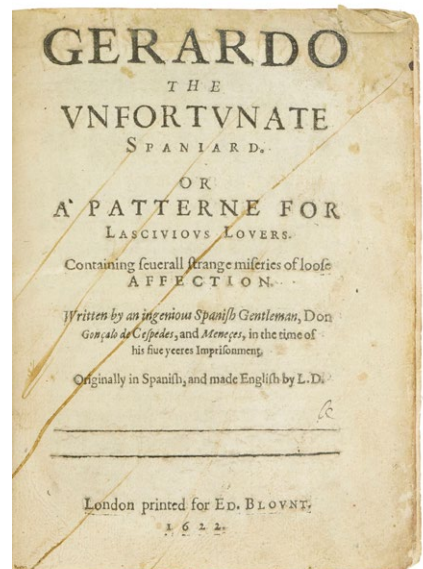 GERARDO
THE
VNFORTVNATE
SPANIARD.
OR
A PATTERNE FOR
LASCIVIOVS LOVERS.
Containing ſeuerall ſtrange miſeries of looſe
AFFECTION.
Written by an ingenious Spaniſh Gentleman, Don
Gonçalo de Ceſpedes, and Meneçes, in the time of
his fiue yeeres Impriſonment,
Originally in Spaniſh, and made Engliſh by L.D.
London printed for ED. BLOVNT.
1622.